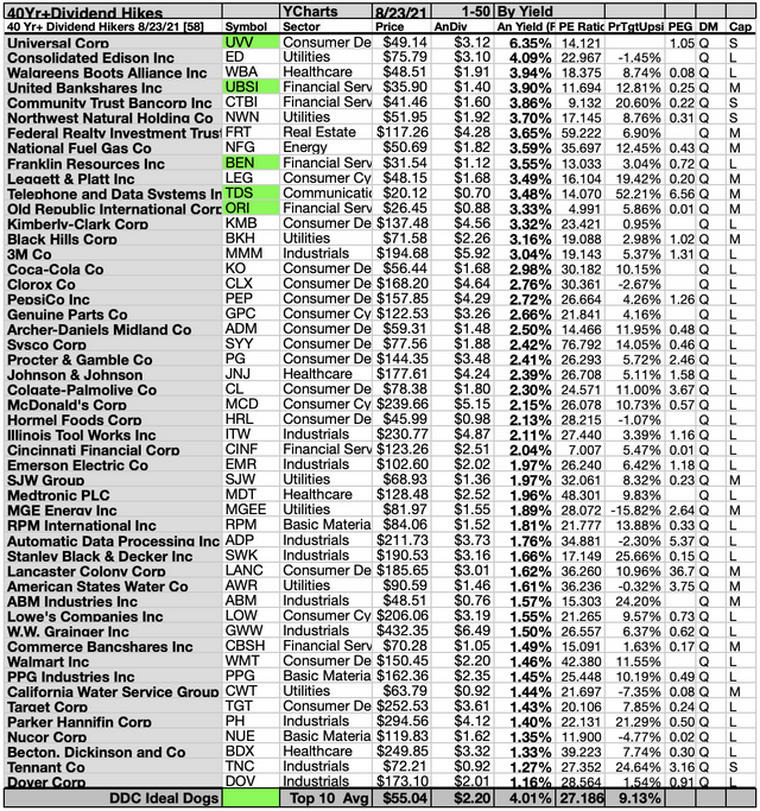 40Yr+Dividend Hikes YCharts 8/23/21 1-50 By Yield
40 Yr+ Dividend Hikes 8/23/21 [58] Symbol Sector Price AnDiv An Yield (F PE Ratio PrTgtUpsi PEG DM Cap
Universal Corp UVV Consumer De $49.14 $3.12 6.35% 14.121 1.05 Q S
Consolidated Edison Inc ED Utilities $75.79 $3.10 4.09% 22.967 -1.45% Q L
Walgreens Boots Alliance Inc WBA Healthcare $48.51 $1.91 3.94% 18.375 8.74% 0.08 Q L
United Bankshares Inc UBSI Financial Serv $35.90 $1.40 3.90% 11.694 12.81% 0.25 Q M
Community Trust Bancorp Inc CTBI Financial Serv $41.46 $1.60 3.86% 9.132 20.60% 0.22 Q S
Northwest Natural Holding Co NWN Utilities $51.95 $1.92 3.70% 17.145 8.76% 0.31 Q S
Federal Realty Investment Trust FRT Real Estate $117.26 $4.28 3.65% 59.222 6.90% Q M
National Fuel Gas Co NFG Energy $50.69 $1.82 3.59% 35.697 12.45% 0.43 Q M
Franklin Resources Inc BEN Financial Serv $31.54 $1.12 3.55% 13.033 3.04% 0.72 Q L
Leggett & Platt Inc LEG Consumer Cy $48.15 $1.68 3.49% 16.104 19.42% 0.20 Q M
Telephone and Data Systems In TDS Communicatic $20.12 $0.70 3.48% 14.070 52.21% 6.56 Q M
Old Republic International Corp ORI Financial Serv $26.45 $0.88 3.33% 4.991 5.86% 0.01 Q M
Kimberly-Clark Corp KMB Consumer De $137.48 $4.56 3.32% 23.421 0.95% Q L
Black Hills Corp BKH Utilities $71.58 $2.26 3.16% 19.088 2.98% 1.02 Q M
3M Co MMM Industrials $194.68 $5.92 3.04% 19.143 5.37% 1.31 Q L
Coca-Cola Co KO Consumer De $56.44 $1.68 2.98% 30.182 10.15% Q L
Clorox Co CLX Consumer De $168.20 $4.64 2.76% 30.361 -2.67% Q L
PepsiCo Inc PEP Consumer De $157.85 $4.29 2.72% 26.664 4.26% 1.26 Q L
Genuine Parts Co GPC Consumer Cy $122.53 $3.26 2.66% 21.841 4.16% Q L
Archer-Daniels Midland Co ADM Consumer De $59.31 $1.48 2.50% 14.466 11.95% 0.48 Q L
Sysco Corp SYY Consumer De $77.56 $1.88 2.42% 76.792 14.05% 0.46 Q L
Procter & Gamble Co PG Consumer De $144.35 $3.48 2.41% 26.293 5.72% 2.46 Q L
Johnson & Johnson JNJ Healthcare $177.61 $4.24 2.39% 26.708 5.11% 1.58 Q L
Colgate-Palmolive Co CL Consumer De $78.38 $1.80 2.30% 24.571 11.00% 3.67 Q L
McDonald's Corp MCD Consumer Cy $239.66 $5.15 2.15% 26.078 10.73% 0.57 Q L
Hormel Foods Corp HRL Consumer De $45.99 $0.98 2.13% 28.215 -1.07% Q L
Illinois Tool Works Inc ITW Industrials $230.77 $4.87 2.11% 27.440 3.39% 1.16 Q L
Cincinnati Financial Corp CINF Financial Serv $123.26 $2.51 2.04% 7.007 5.47% 0.01 Q L
Emerson Electric Co EMR Industrials $102.60 $2.02 1.97% 26.240 6.42% 1.18 Q L
SJW Group SJW Utilities $68.93 $1.36 1.97% 32.061 8.32% 0.23 Q M
Medtronic PLC MDT Healthcare $128.48 $2.52 1.96% 48.301 9.83% Q L
MGE Energy Inc MGEE Utilities $81.97 $1.55 1.89% 28.072 -15.82% 2.64 Q M
RPM International Inc RPM Basic Materia $84.06 $1.52 1.81% 21.777 13.88% 0.33 Q L
Automatic Data Processing Inc ADP Industrials $211.73 $3.73 1.76% 34.881 -2.30% 5.37 Q L
Stanley Black & Decker Inc SWK Industrials $190.53 $3.16 1.66% 17.149 25.66% 0.15 Q L
Lancaster Colony Corp LANC Consumer De $185.65 $3.01 1.62% 36.260 10.96% 36.7 Q M
American States Water Co AWR Utilities $90.59 $1.46 1.61% 36.236 -0.32% 3.75 Q M
ABM Industries Inc ABM Industrials $48.51 $0.76 1.57% 15.303 24.20% Q M
Lowe's Companies Inc LOW Consumer Cy $206.06 $3.19 1.55% 21.265 9.57% 0.73 Q L
W.W. Grainger Inc GWW Industrials $432.35 $6.49 1.50% 26.557 6.37% 0.62 Q L
Commerce Bancshares Inc CBSH Financial Serv $70.28 $1.05 1.49% 15.091 1.63% 0.17 Q M
Walmart Inc WMT Consumer De $150.45 $2.20 1.46% 42.380 11.55% Q L
PPG Industries Inc PPG Basic Materia $162.36 $2.35 1.45% 25.448 10.19% 0.49 Q L
California Water Service Group CWT Utilities $63.79 $0.92 1.44% 21.697 -7.35% 0.08 Q M
Target Corp TGT Consumer De $252.53 $3.61 1.43% 20.106 7.85% 0.24 Q L
Parker Hannifin Corp PH Industrials $294.56 $4.12 1.40% 22.131 21.29% 0.50 Q L
Nucor Corp NUE Basic Materia $119.83 $1.62 1.35% 11.900 -4.77% 0.02 Q L
Becton, Dickinson and Co BDX Healthcare $249.85 $3.32 1.33% 39.223 7.74% 0.30 Q L
Tennant Co TNC Industrials $72.21 $0.92 1.27% 27.352 24.64% 3.16 Q S
Dover Corp DOV Industrials $173.10 $2.01 1.16% 28.564 1.54% 0.91 Q L
DDC Ideal Dogs Top 10 Avg $55.04 $2.20 4.01% 27.186 9.13%